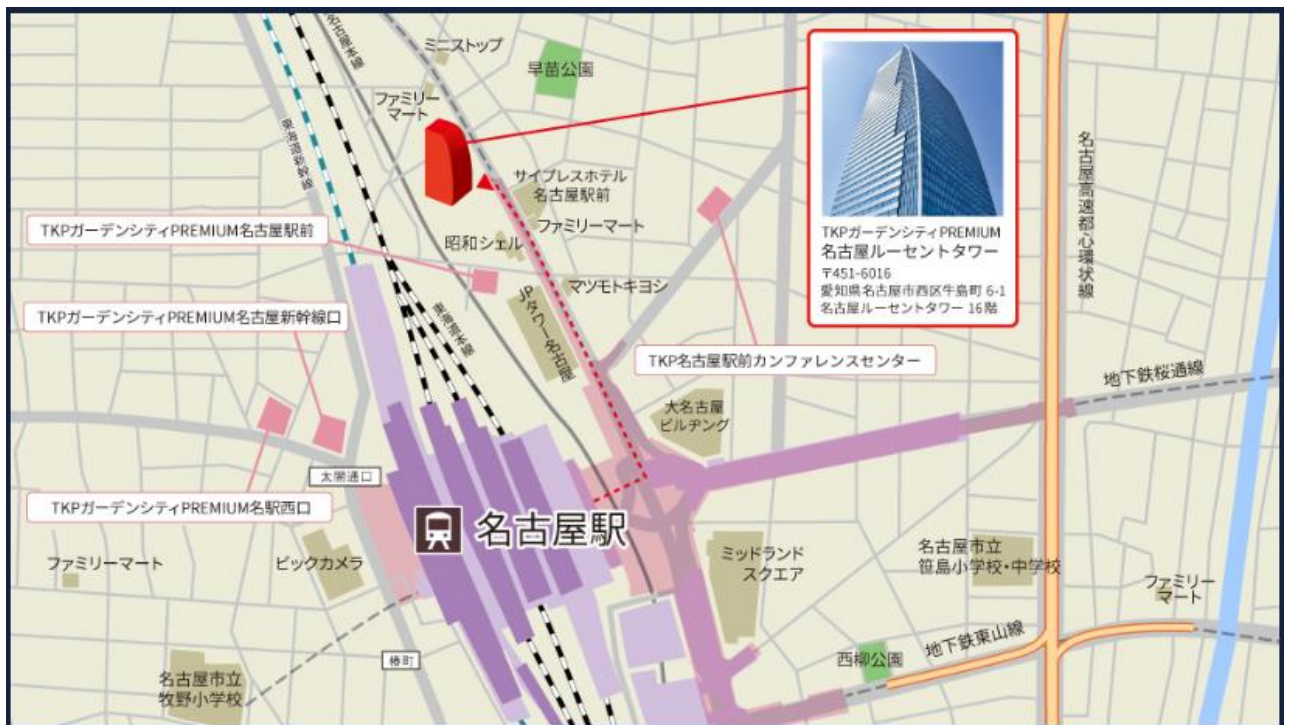 名古屋本線
ミニストップ
早苗公園
ファミリー
マート
東海道新幹線
サイプレスホテル
名古屋駅前
TKPガーデンシティPREMIUM
名古屋ルーセントタワー
〒451-6016
愛知県名古屋市西区牛島町 6-1
名古屋ルーセントタワー 16階
名古屋高速都心環状線
TKPガーデンシティPREMIUM名古屋駅前
ファミリーマート
昭和シェル
マツモトキヨシ
TKPガーデンシティPREMIUM名古屋新幹線口
東海道本線
JPタワー名古屋
TKP名古屋駅前カンファレンスセンター
地下鉄桜通線
大名古屋
ビルヂング
太閤通口
TKPガーデンシティPREMIUM名駅西口
名古屋駅
ファミリーマート
ビックカメラ
ミッドランド
スクエア
名古屋市立
笹島小学校・中学校
ファミリー
マート
椿町
西柳公園
地下鉄東山線
名古屋市立
牧野小学校